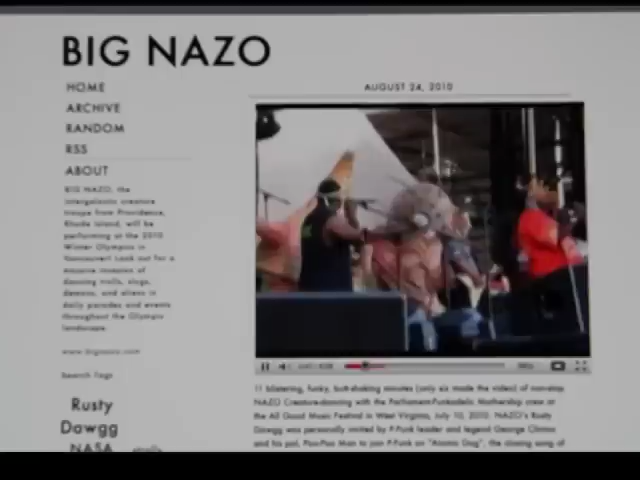 BIG NAZO
HOME
ARCHIVE
RANDOM
RSS
ABOUT
BIG NAZO, the
intergalactic creature
troupe from Providence,
Rhode Island, will be
performing at the 2010
Winter Olympics in
Vancouver! Look out for a
massive invasion of
dancing trolls, slugs,
demons, and aliens in
daily parades and events
throughout the Olympic
landscape.
www.bignazo.com
Search Tags
Rusty
Dawgg
NASA
AUGUST 24, 2010
11 blistering, funky, butt-shaking minutes (only six made the video) of non-stop
NAZO Creature-dancing with the Parliament-Funkadelic Mothership crew at
the All Good Music Festival in West Virginia, July 10, 2010. NAZO's Rusty
Dawgg was personally invited by P-Funk leader and legend George Clinton
and his pal, Poo-Poo Man to join P-Funk on "Atomic Dog", the closing song of